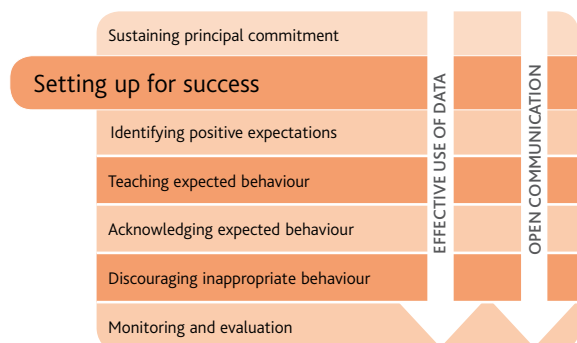 Sustaining principal commitment
Setting up for success
Identifying positive expectations
Teaching expected behaviour
Acknowledging expected behaviour
Discouraging inappropriate behaviour
Monitoring and evaluation
EFFECTIVE USE OF DATA
OPEN COMMUNICATION